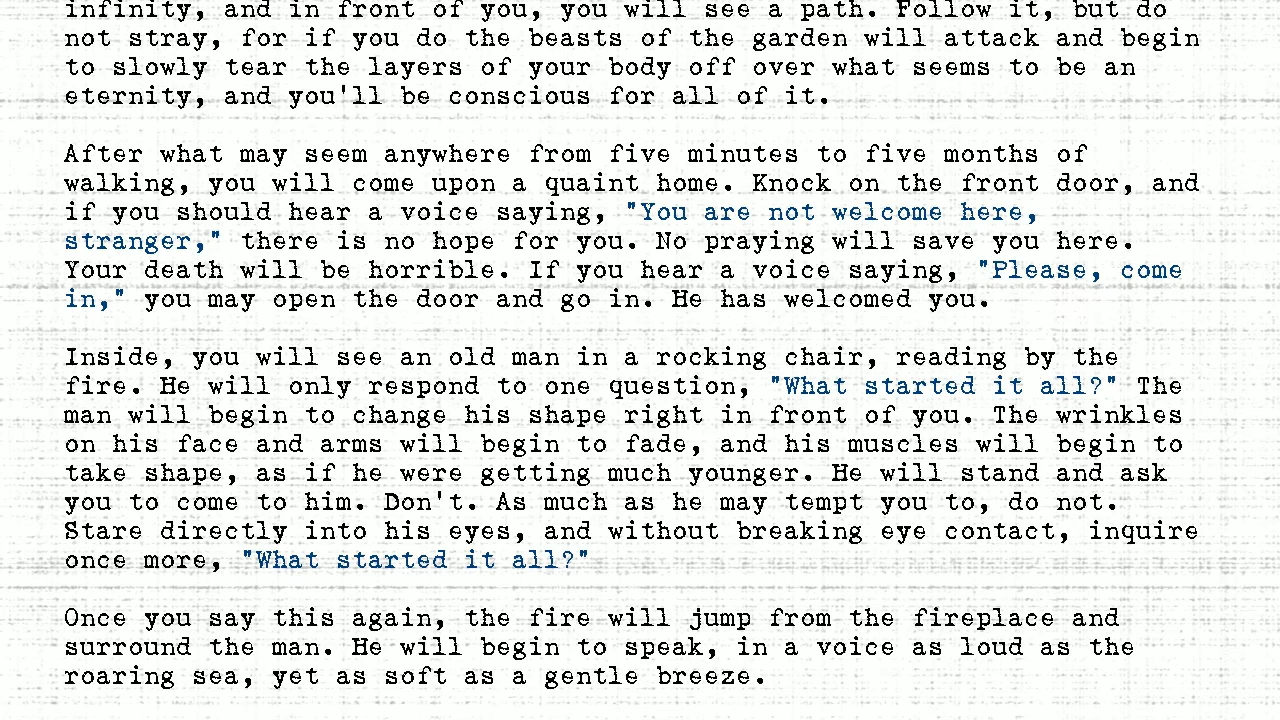 infinity, and in front of you, you will see a path. Follow it, but do
not stray, for if you do the beasts of the garden will attack and begin
to slowly tear the layers of your body off over what seems to be an
eternity, and you'll be conscious for all of it.
After what may seem anywhere from five minutes to five months of
walking, you will come upon a quaint home. Knock on the front door, and
if you should hear a voice saying, "You are not welcome here,
stranger," there is no hope for you. No praying will save you here.
Your death will be horrible. If you hear a voice saying, "Please, come
in," you may open the door and go in. He has welcomed you.
Inside, you will see an old man in a rocking chair, reading by the
fire. He will only respond to one question, "What started it all?" The
man will begin to change his shape right in front of you. The wrinkles
on his face and arms will begin to fade, and his muscles will begin to
take shape, as if he were getting much younger. He will stand and ask
you to come to him. Don't. As much as he may tempt you to, do not.
Stare directly into his eyes, and without breaking eye contact, inquire
once more, "What started it all?"
Once you say this again, the fire will jump from the fireplace and
surround the man. He will begin to speak, in a voice as loud as the
roaring sea, yet as soft as a gentle breeze.